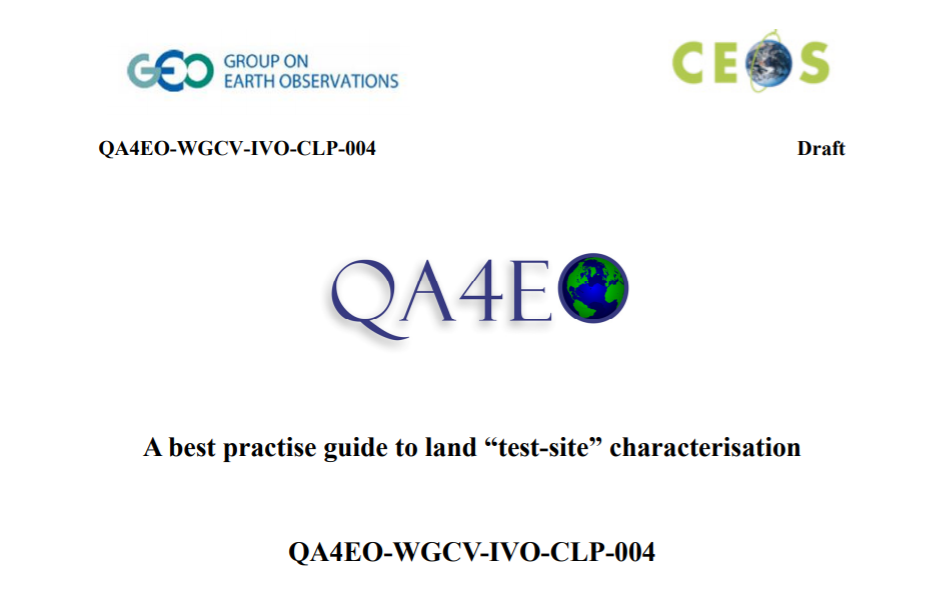 GEO GROUP ON
EARTH OBSERVATIONS
CEOS
QA4EO-WGCV-IVO-CLP-004 Draft
QA4EO
A best practise guide to land “test-site” characterisation
QA4EO-WGCV-IVO-CLP-004